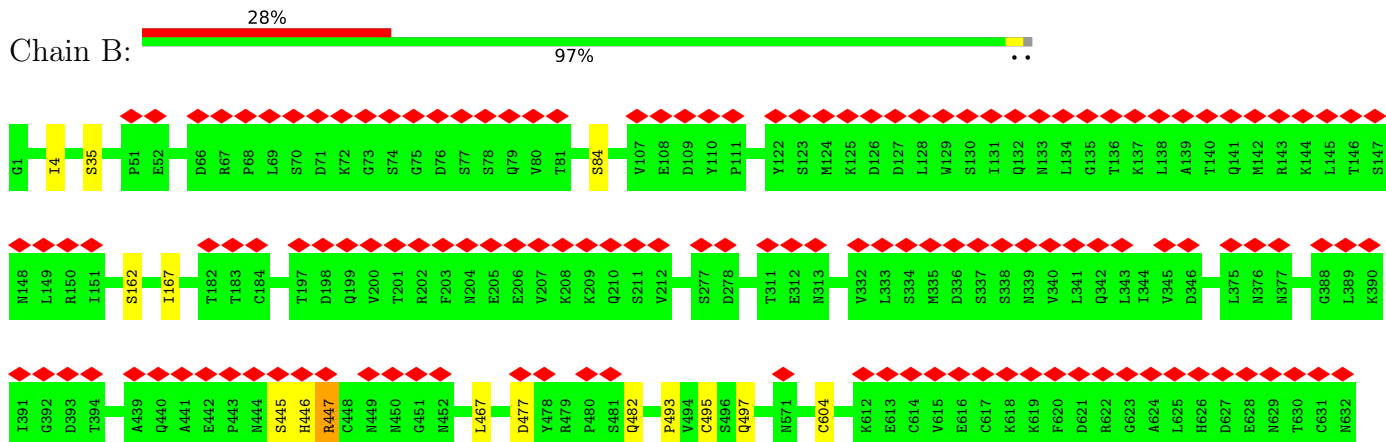 28%
Chain B:
97%
G1 I4 S35 P51 E52 D66 R67 P68 L69 S70 D71 K72 G73 S74 G75 D76 S77 S78 Q79 V80 T81 S84 V107 E108 D109 Y110 P111 Y122 S123 M124 K125 D126 D127 L128 W129 S130 I131 Q132 N133 L134 G135 T136 K137 L138 A139 T140 Q141 M142 R143 K144 L145 T146 S147
N148 L149 R150 I151 S162 I167 T182 T183 C184 T197 D198 Q199 V200 T201 R202 F203 N204 E205 E206 V207 K208 K209 Q210 S211 V212 S277 D278 T311 E312 N313 V332 L333 S334 M335 D336 S337 S338 N339 V340 L341 Q342 L343 I344 V345 D346 L375 N376 N377 G388 L389 K390
I391 G392 D393 T394 A439 Q440 A441 E442 P443 N444 S445 H446 R447 C448 N449 N450 G451 N452 L467 D477 Y478 R479 P480 S481 Q482 P493 V494 C495 S496 Q497 N571 C604 K612 E613 C614 V615 E616 C617 K618 K619 F620 D621 R622 G623 A624 L625 H626 D627 E628 N629 T630 C631 N632